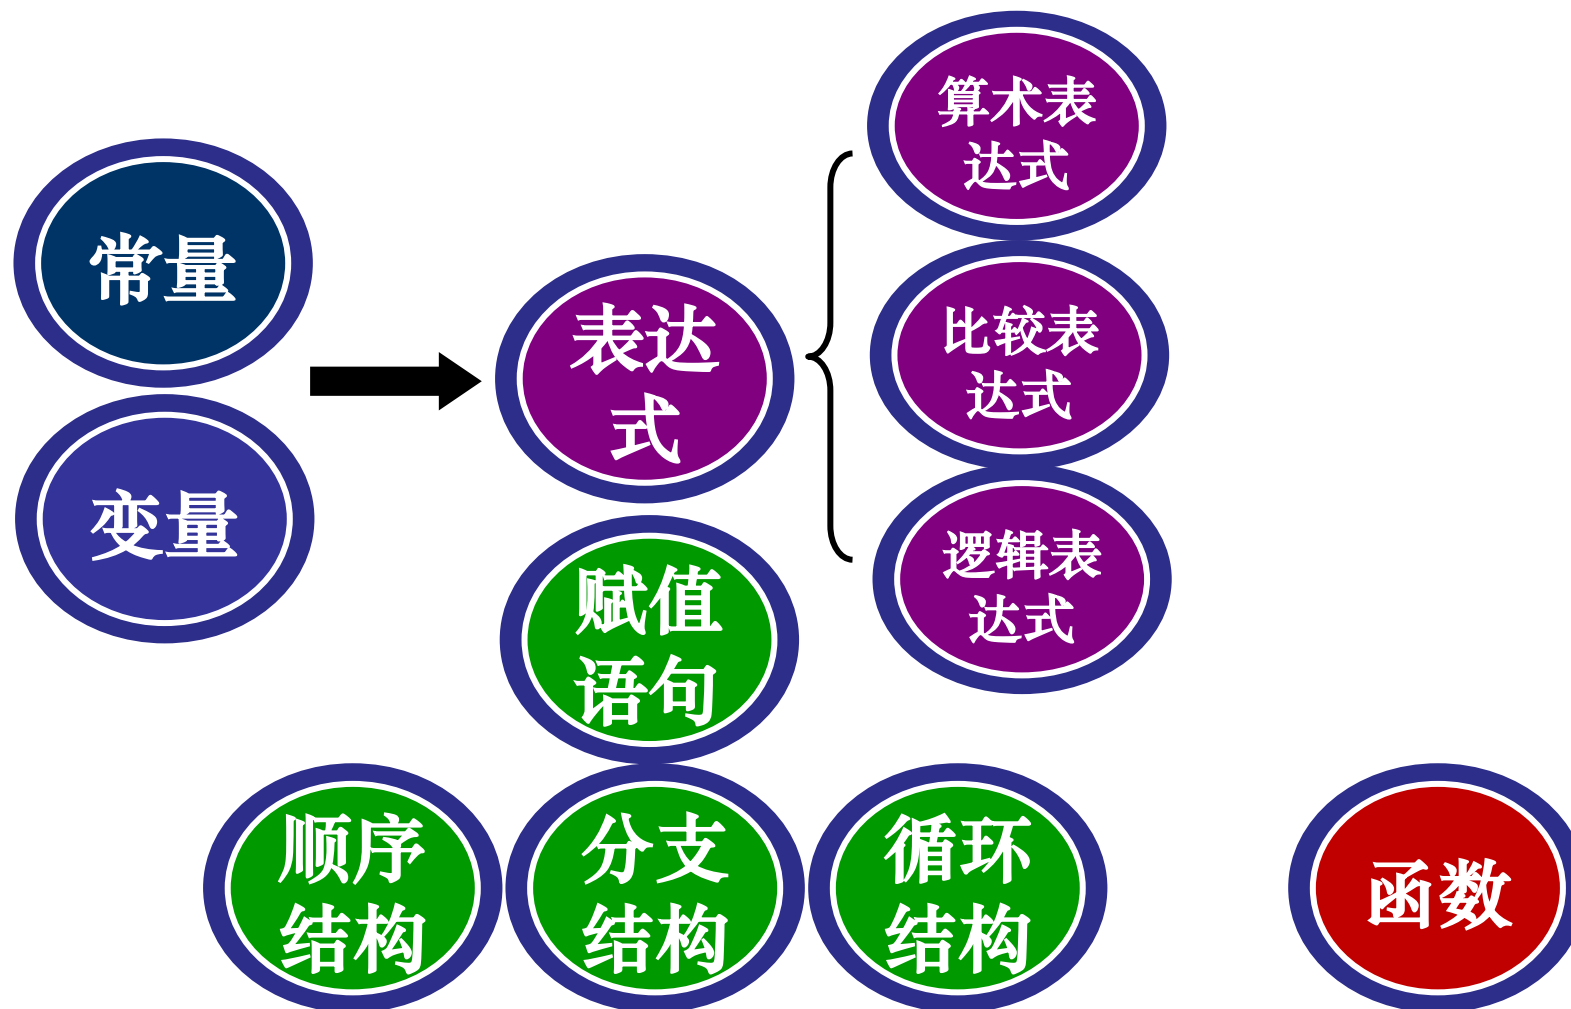 常量
变量
表达
式
算术表
达式
比较表
达式
逻辑表
达式
赋值
语句
顺序
结构
分支
结构
循环
结构
函数